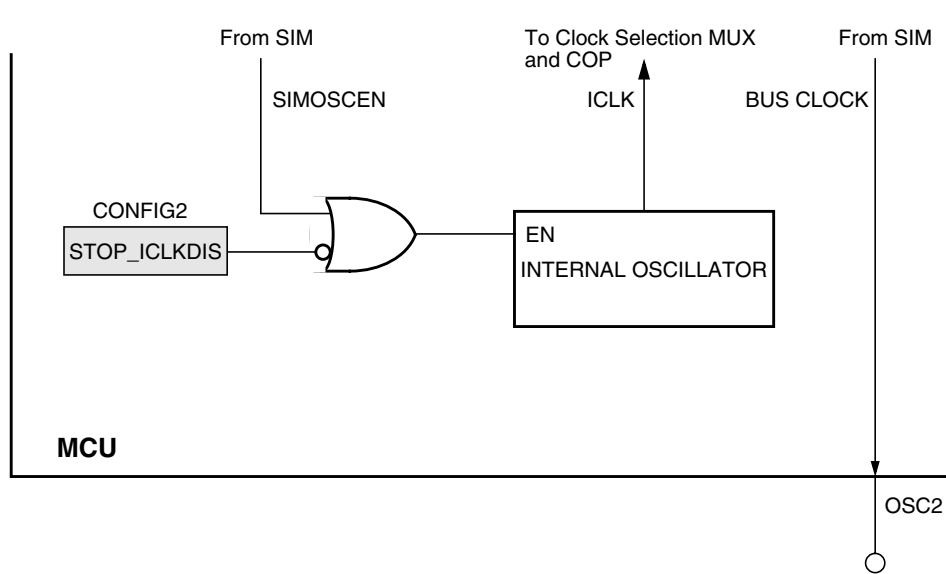 From SIM
To Clock Selection MUX
and COP
From SIM
SIMOSCEN
ICLK
BUS CLOCK
CONFIG2
STOP_ICLKDIS
EN
INTERNAL OSCILLATOR
MCU
OSC2